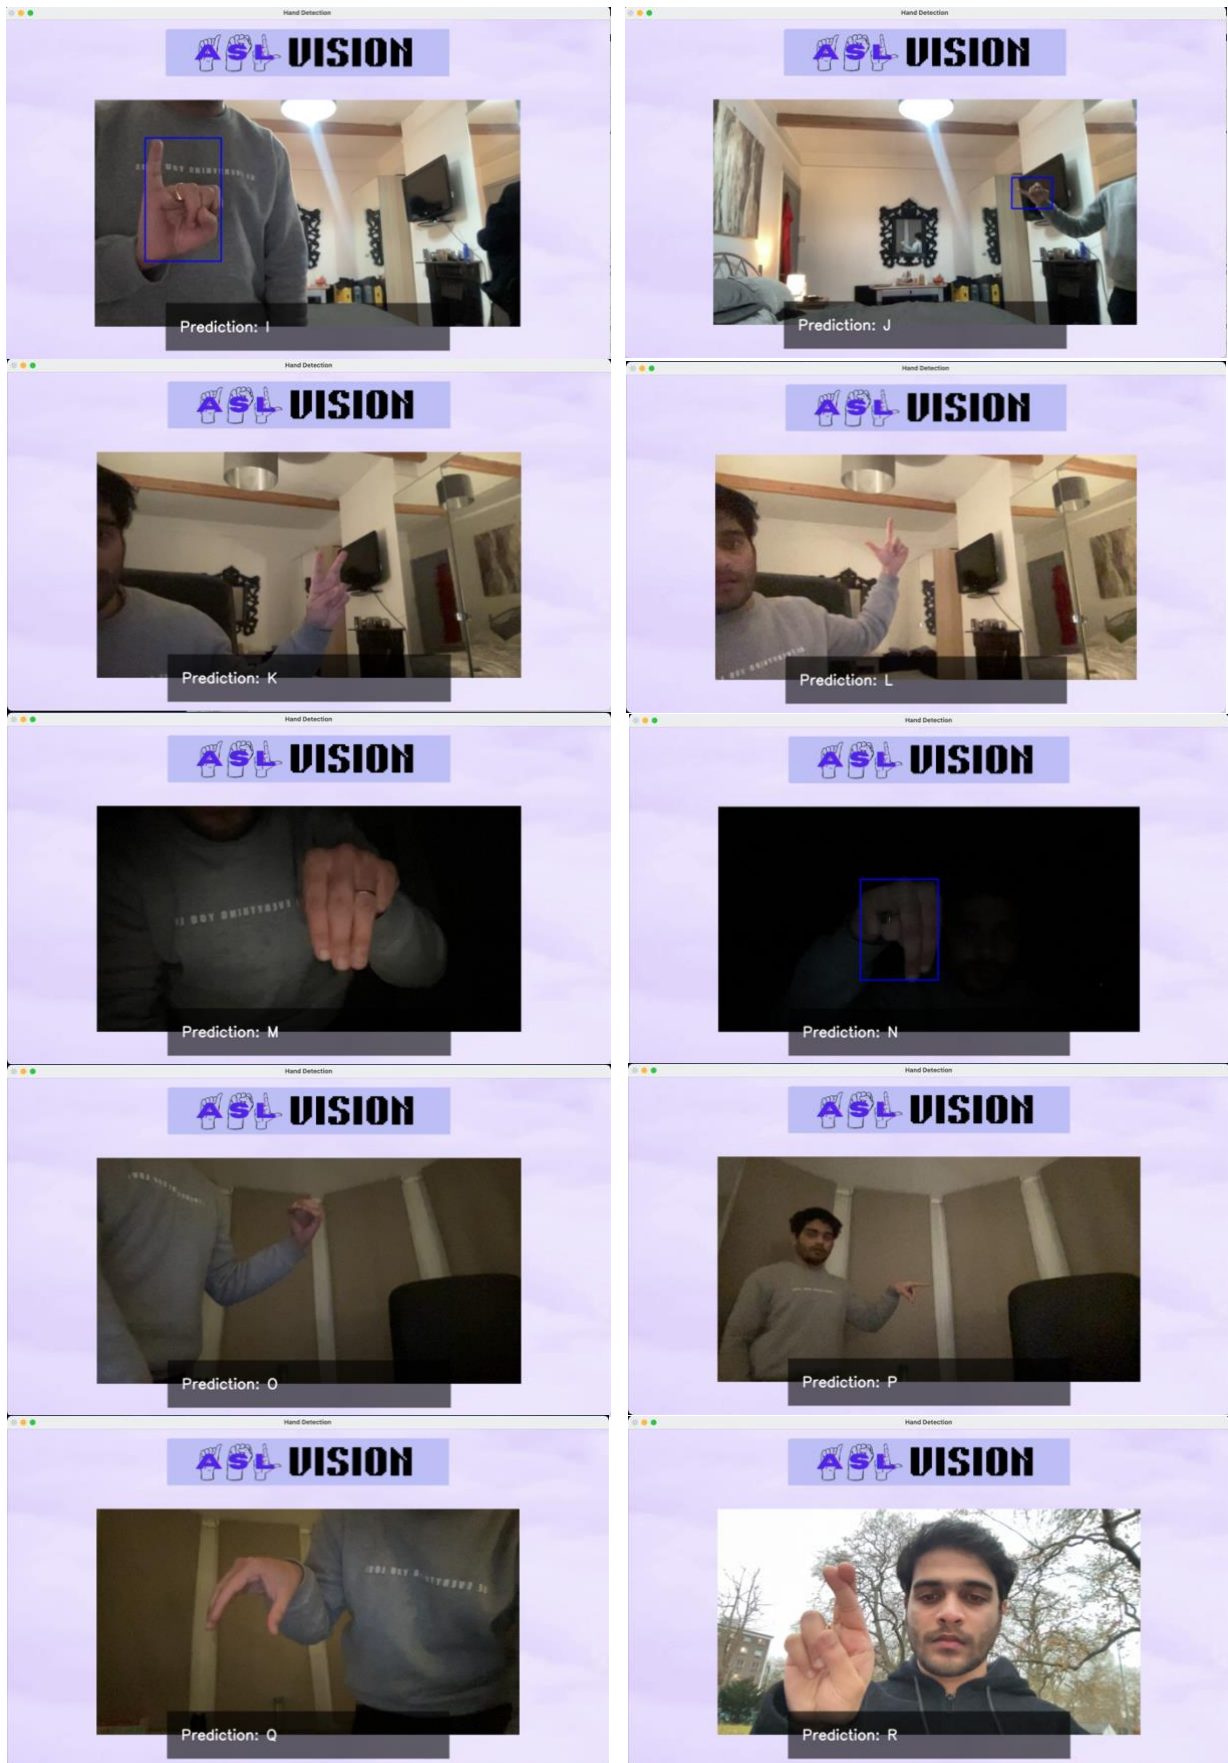 Hand Detection
ASL VISION
Prediction: I
Hand Detection
ASL VISION
Prediction: J
Hand Detection
ASL VISION
Prediction: K
Hand Detection
ASL VISION
Prediction: L
Hand Detection
ASL VISION
Prediction: M
Hand Detection
ASL VISION
Prediction: N
Hand Detection
ASL VISION
Prediction: O
Hand Detection
ASL VISION
Prediction: P
Hand Detection
ASL VISION
Prediction: Q
Hand Detection
ASL VISION
Prediction: R